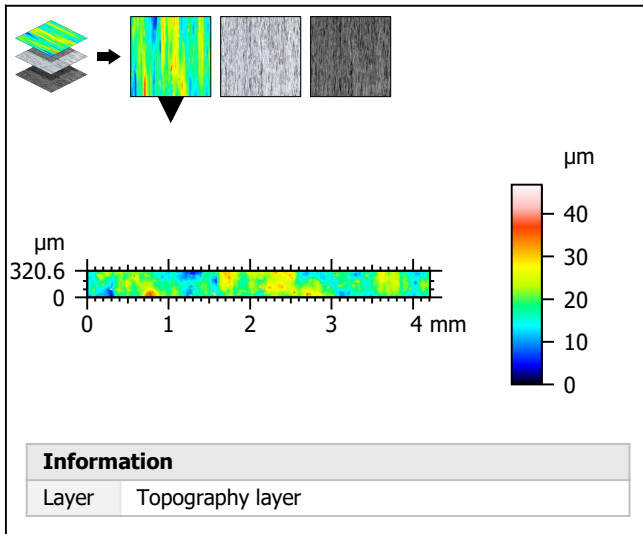 µm
40
30
20
10
0
µm
320.6
0
0 1 2 3 4 mm
Information
Layer Topography layer